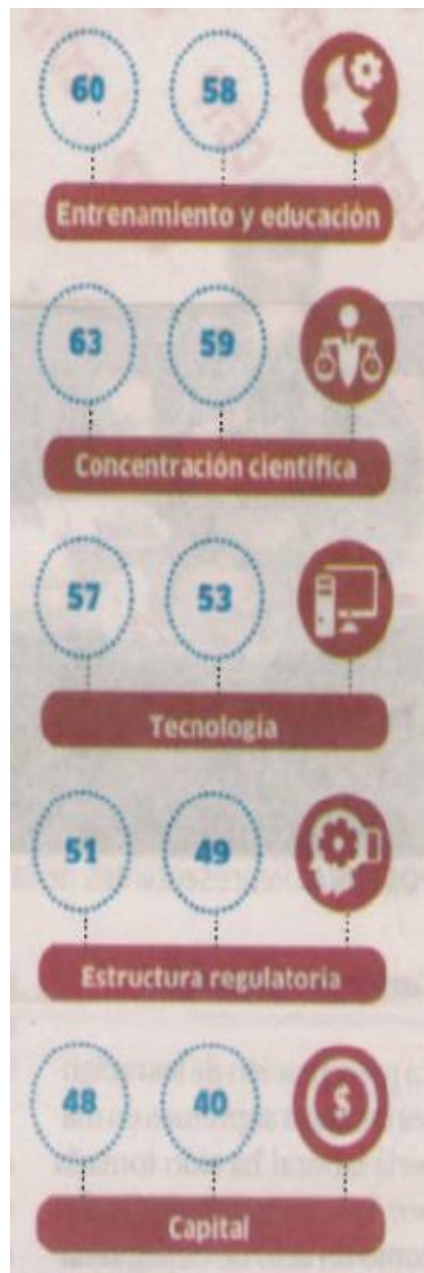 60 58
Entrenamiento y educación
63 59
Concentración científica
57 53
Tecnología
51 49
Estructura regulatoria
48 40
$
Capital